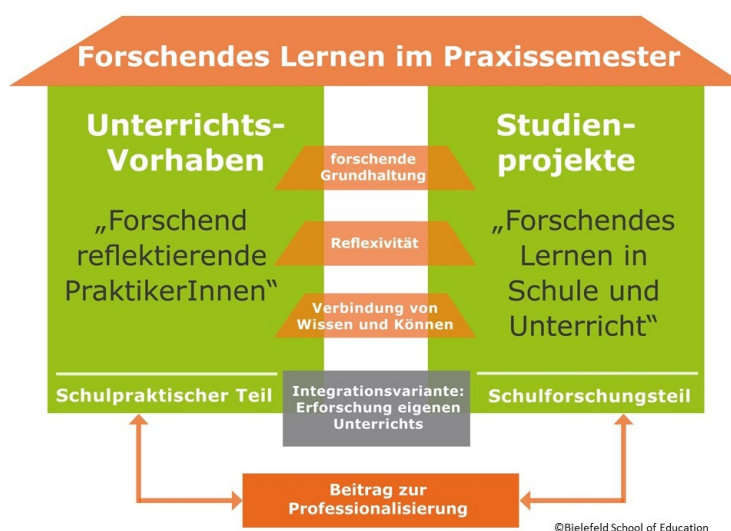 Forschendes Lernen im Praxissemester
Unterrichts-
Vorhaben
„Forschend
reflektierende
PraktikerInnen“
Schulpraktischer Teil
forschende
Grundhaltung
Reflexivität
Verbindung von
Wissen und Können
Integrationsvariante:
Erforschung eigenen
Unterrichts
Studien-
projekte
„Forschendes
Lernen in
Schule und
Unterricht“
Schulforschungsteil
Beitrag zur
Professionalisierung
©Bielefeld School of Education